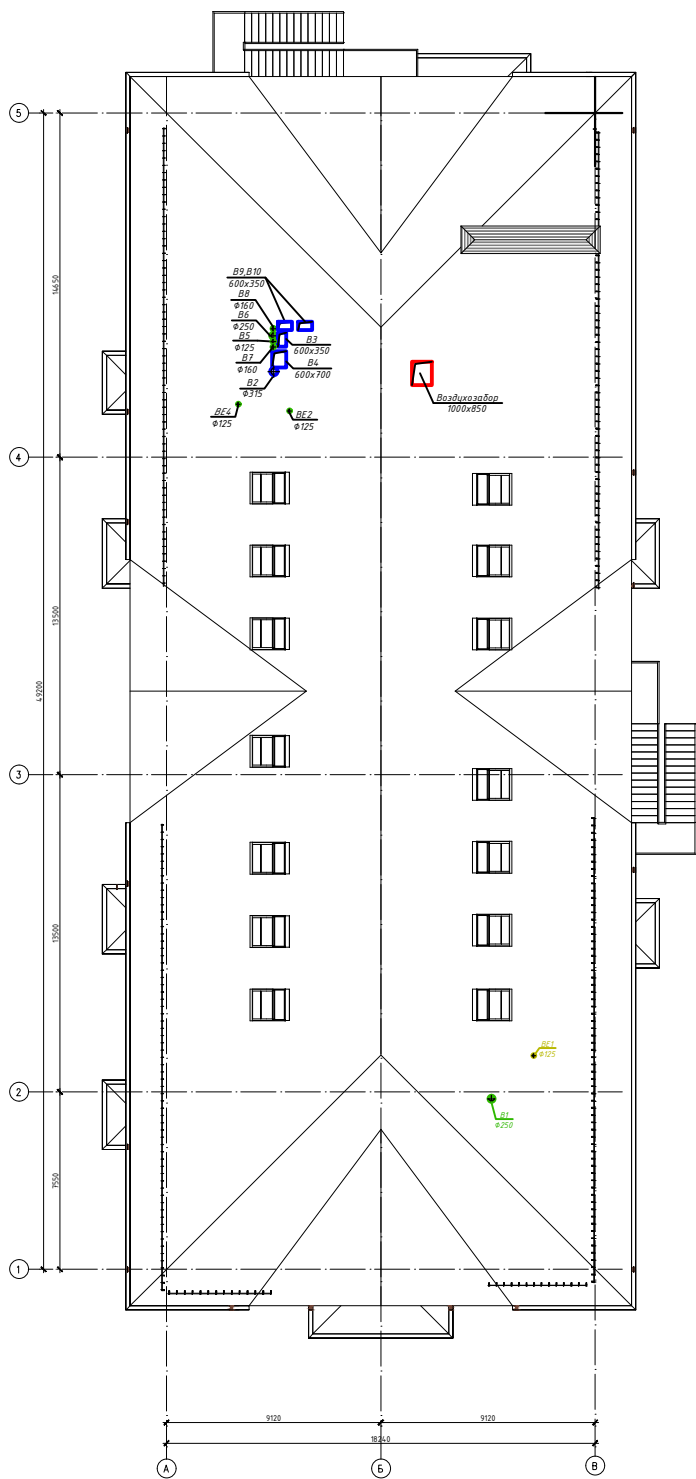 5
В9,В10
600х350
В8
ф160
В6
ф250
В5
ф125
В7
ф160
В2
ф315
В3
600х350
В4
600х700
ВЕ4
ф125
ВЕ2
ф125
Воздухозабор
1000х850
14650
4
13500
49200
3
13500
ВЕ1
ф125
2
В1
ф250
7550
1
9120
9120
18240
А
Б
В